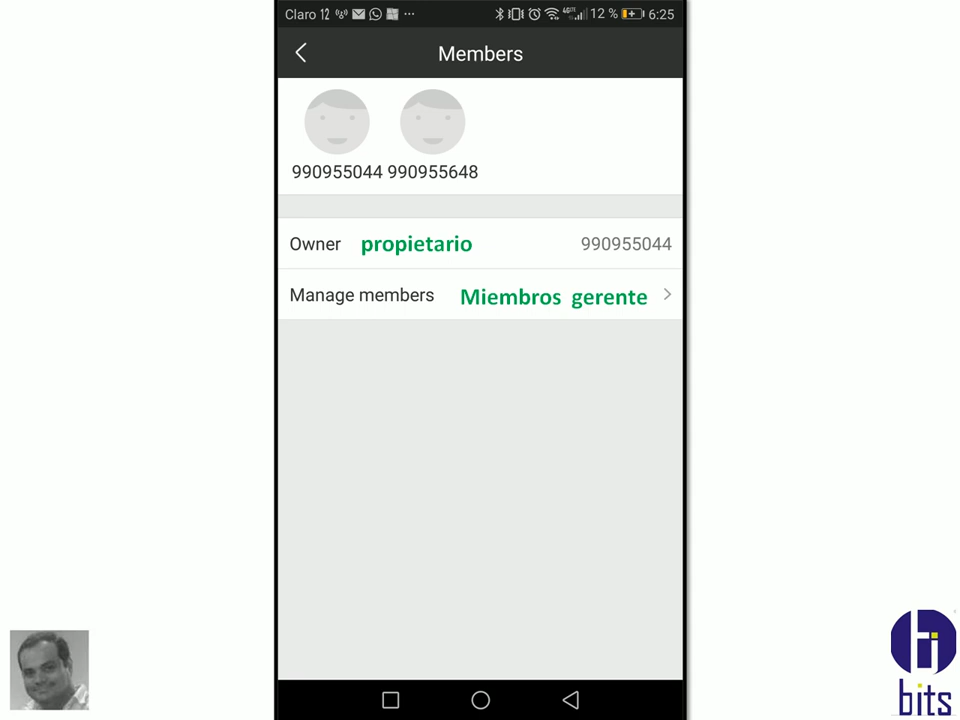 Claro 12 ... 12 % 6:25
Members
990955044 990955648
Owner propietario 990955044
Manage members Miembros gerente
bits